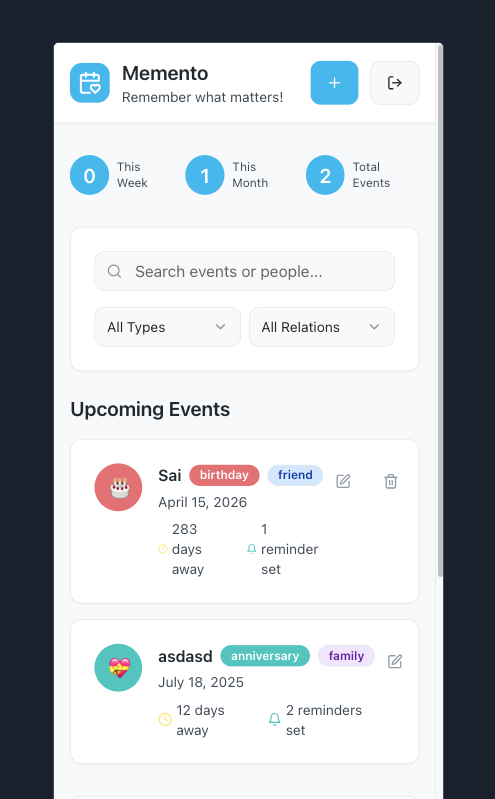 Memento
Remember what matters!
0 This Week
1 This Month
2 Total Events
Search events or people...
All Types
All Relations
Upcoming Events
Sai birthday friend
April 15, 2026
283 days away
1 reminder set
asdasd anniversary family
July 18, 2025
12 days away
2 reminders set